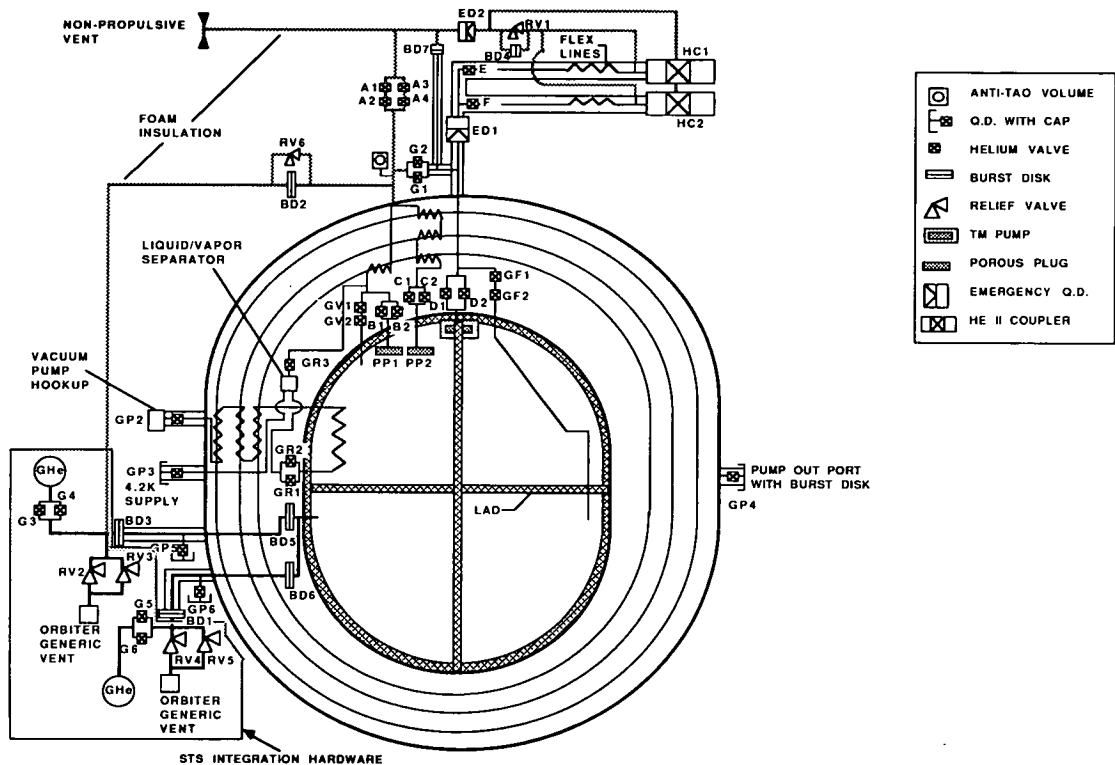 NON-PROPULSIVE
VENT
ED2
RV1
BD7
BD4
FLEX
LINES
HC1
E
F
HC2
A1
A3
A2
A4
ED1
FOAM
INSULATION
RV6
BD2
G2
G1
LIQUID/VAPOR
SEPARATOR
C1
C2
D1
D2
GF1
GF2
GV1
GV2
B1
B2
PP1
PP2
GR3
VACUUM
PUMP
HOOKUP
GP2
GR2
GR1
GP3
4.2K
SUPPLY
LAD
PUMP OUT PORT
WITH BURST DISK
GP4
GHe
G4
G3
BD3
BD5
GP5
RV2
RV3
BD6
GP6
G5
BD1
G6
RV4
RV5
ORBITER
GENERIC
VENT
GHe
ORBITER
GENERIC
VENT
STS INTEGRATION HARDWARE
ANTI-TAO VOLUME
Q.D. WITH CAP
HELIUM VALVE
BURST DISK
RELIEF VALVE
TM PUMP
POROUS PLUG
EMERGENCY Q.D.
HE II COUPLER